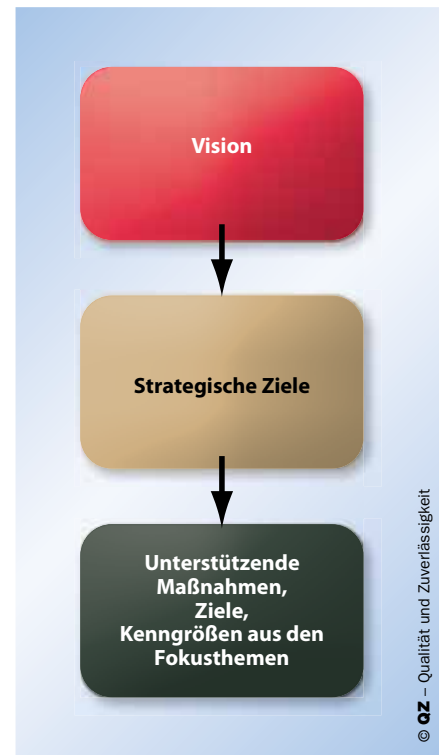 Vision
Strategische Ziele
Unterstützende
Maßnahmen,
Ziele,
Kenngrößen aus den
Fokusthemen
© QZ – Qualität und Zuverlässigkeit